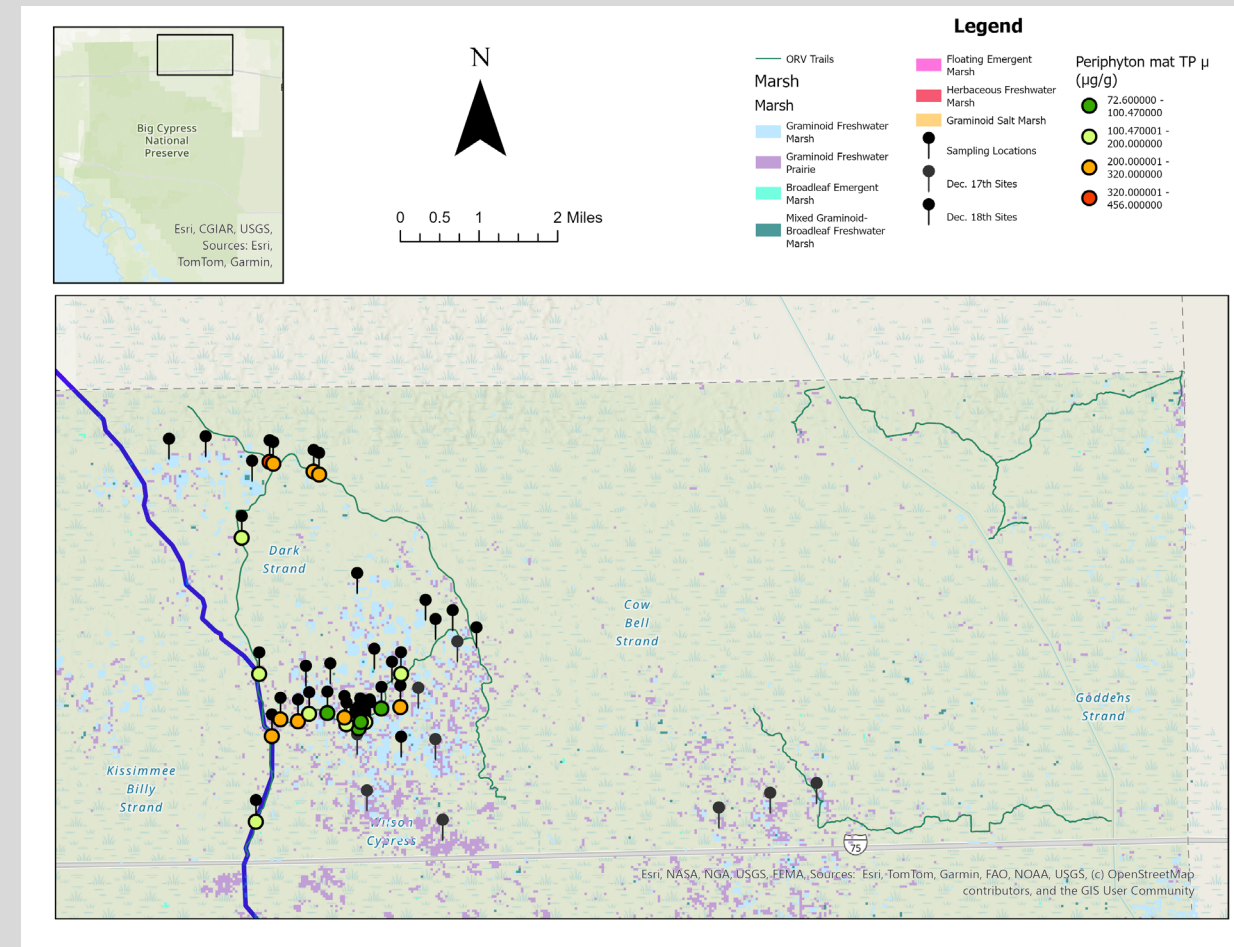 Big Cypress
National
Preserve
Esri, CGIAR, USGS,
Sources: Esri,
TomTom, Garmin,
N
0 0.5 1 2 Miles
Legend
ORV Trails
Marsh
Marsh
Graminoid Freshwater
Marsh
Graminoid Freshwater
Prairie
Broadleaf Emergent
Marsh
Mixed Graminoid-
Broadleaf Freshwater
Marsh
Floating Emergent
Marsh
Herbaceous Freshwater
Marsh
Graminoid Salt Marsh
Sampling Locations
Dec. 17th Sites
Dec. 18th Sites
Periphyton mat TP µ
(µg/g)
72.600000 -
100.470000
100.470001 -
200.000000
200.000001 -
320.000000
320.000001 -
456.000000
Dark
Strand
Cow
Bell
Strand
Goddens
Strand
Kissimmee
Billy
Strand
Wilson
Cypress
75
Esri, NASA, NGA, USGS, FEMA, Sources: Esri, TomTom, Garmin, FAO, NOAA, USGS, (c) OpenStreetMap
contributors, and the GIS User Community